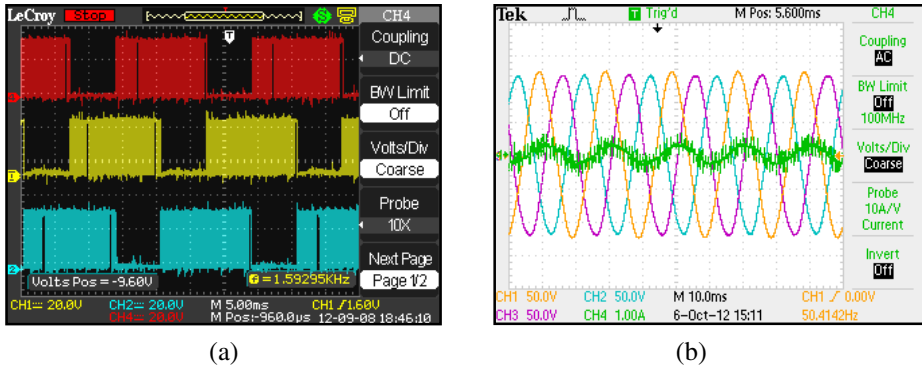 LeCroy Stop T S CH4
Coupling
DC
BW Limit
Off
Volts/Div
Coarse
Probe
10X
Next Page
Page 1/2
Volts Pos = -9.60V f = 1.59295KHz
CH1 20.0V CH2 20.0V M 5.00ms CH1 / 1.60V
CH4 20.0V M Pos:-960.0µs 12-09-08 18:46:10
(a)
Tek T Trig'd M Pos: 5.600ms CH4
Coupling
AC
BW Limit
Off
100MHz
Volts/Div
Coarse
Probe
10A/V
Current
Invert
Off
CH1 50.0V CH2 50.0V M 10.0ms CH1 / 0.00V
CH3 50.0V CH4 1.00A 6-Oct-12 15:11 50.4142Hz
(b)